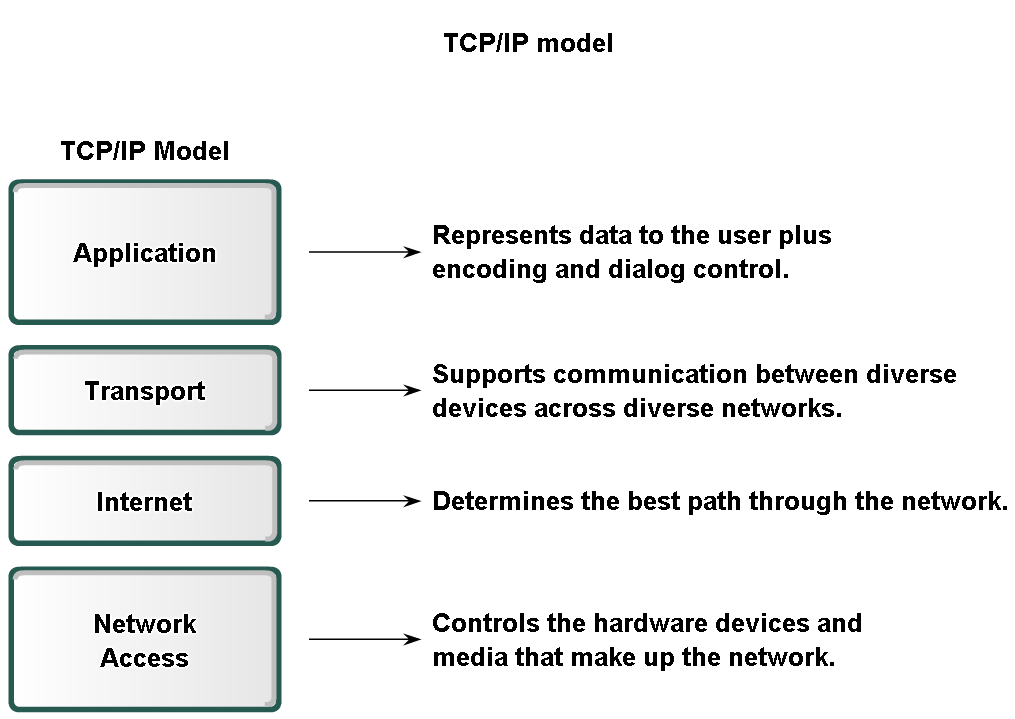 TCP/IP model
TCP/IP Model
Application
Represents data to the user plus
encoding and dialog control.
Transport
Supports communication between diverse
devices across diverse networks.
Internet
Determines the best path through the network.
Network
Access
Controls the hardware devices and
media that make up the network.